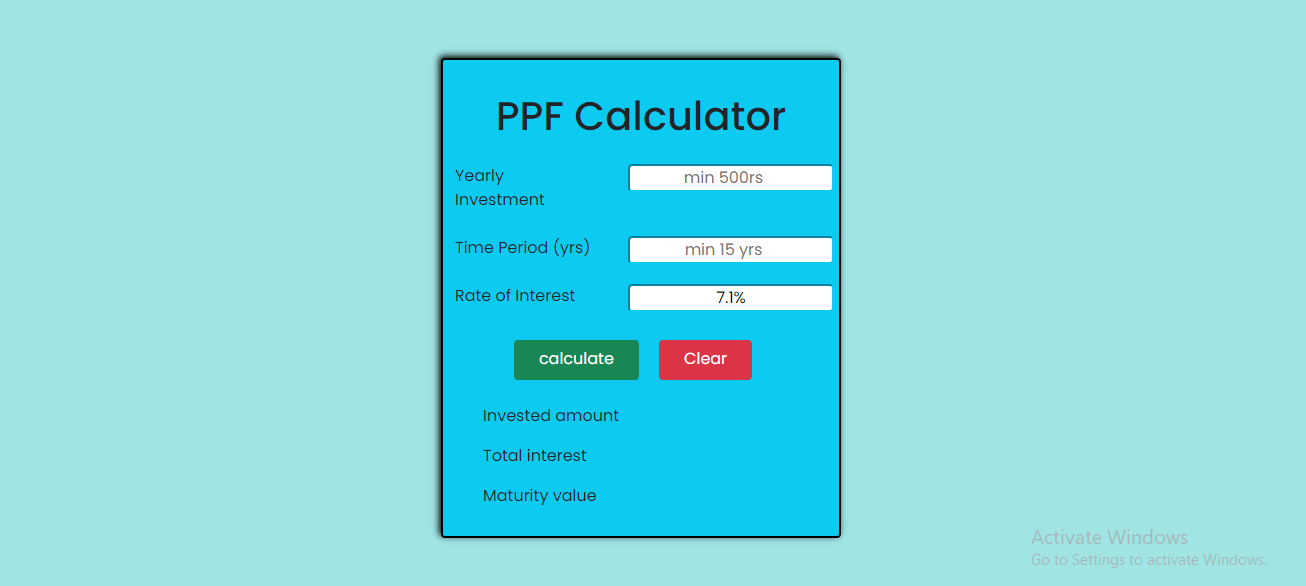 PPF Calculator
Yearly
Investment
min 500rs
Time Period (yrs)
min 15 yrs
Rate of Interest
7.1%
calculate
Clear
Invested amount
Total interest
Maturity value
Activate Windows
Go to Settings to activate Windows.